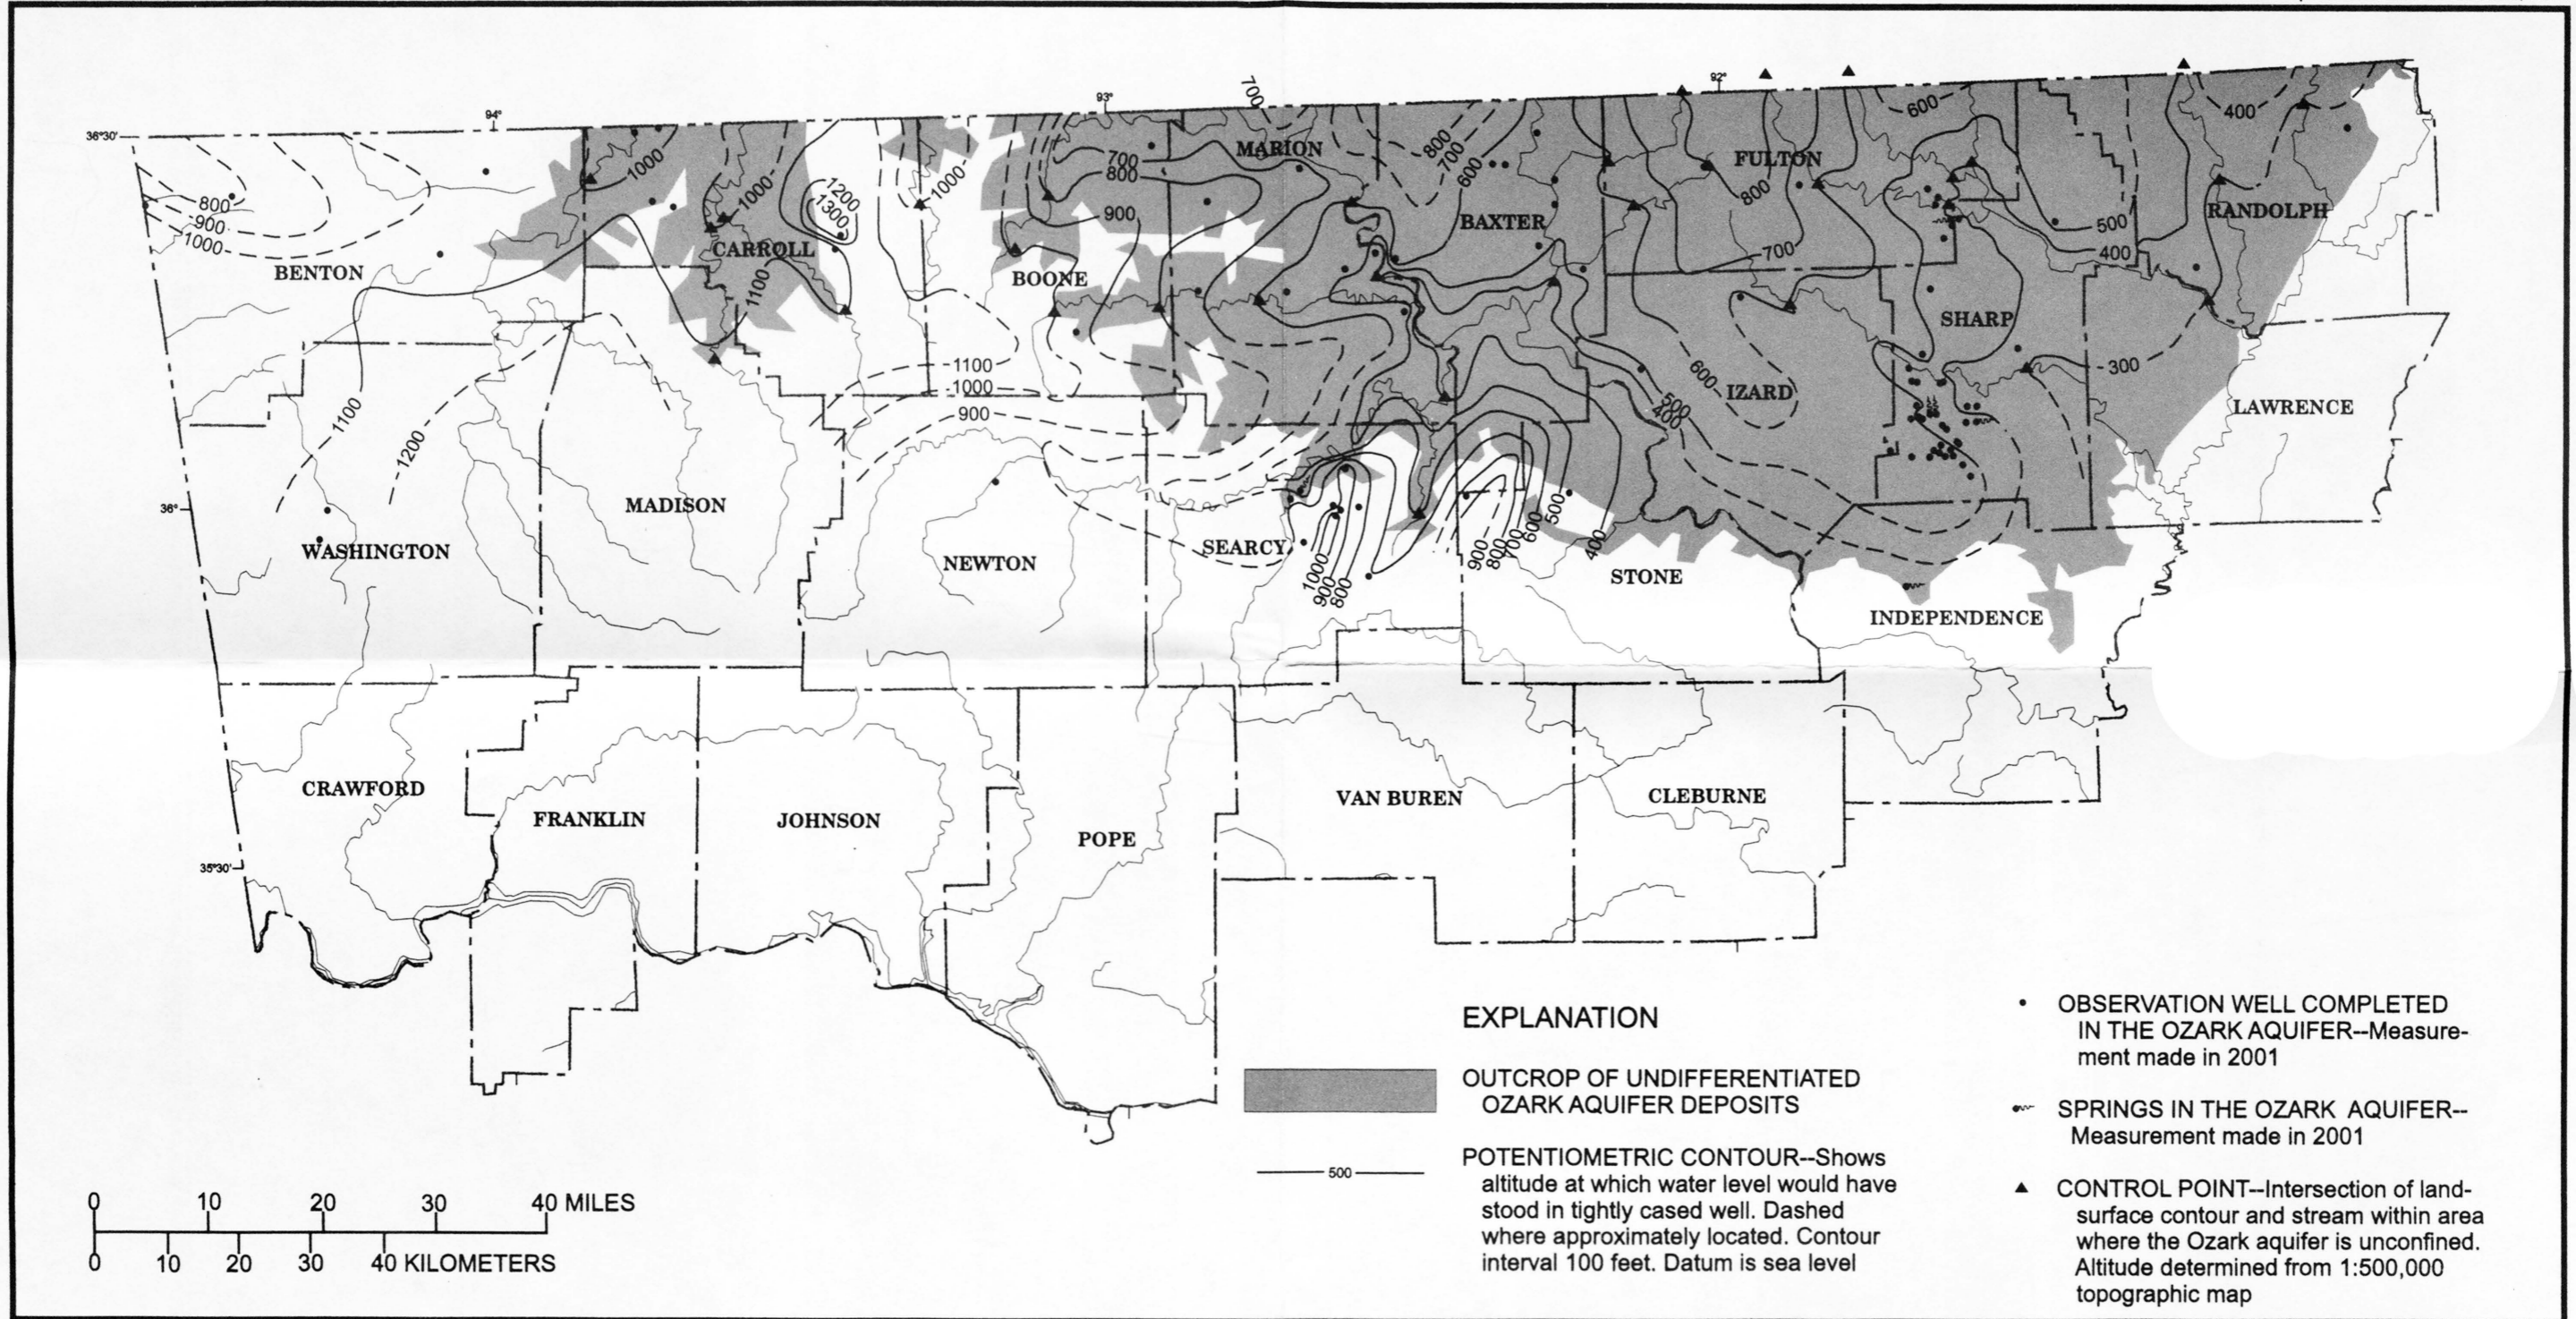 700
92°
93°
94°
36°30'
600
400
1000
800
700
600
MARION
FULTON
700
800
1000
1200
1300
1000
800
800
900
1000
900
500
BAXTER
RANDOLPH
CARROLL
BENTON
BOONE
1100
700
400
SHARP
1100
1000
900
600
500
400
IZARD
300
LAWRENCE
1100
1200
36°
MADISON
WASHINGTON
NEWTON
SEARCY
1000
900
800
900
800
700
600
500
400
STONE
INDEPENDENCE
CRAWFORD
FRANKLIN
JOHNSON
POPE
VAN BUREN
CLEBURNE
35°30'
EXPLANATION
OUTCROP OF UNDIFFERENTIATED
OZARK AQUIFER DEPOSITS
500
POTENTIOMETRIC CONTOUR--Shows
altitude at which water level would have
stood in tightly cased well. Dashed
where approximately located. Contour
interval 100 feet. Datum is sea level
OBSERVATION WELL COMPLETED
IN THE OZARK AQUIFER--Measure-
ment made in 2001
SPRINGS IN THE OZARK AQUIFER--
Measurement made in 2001
CONTROL POINT--Intersection of land-
surface contour and stream within area
where the Ozark aquifer is unconfined.
Altitude determined from 1:500,000
topographic map
0 10 20 30 40 MILES
0 10 20 30 40 KILOMETERS